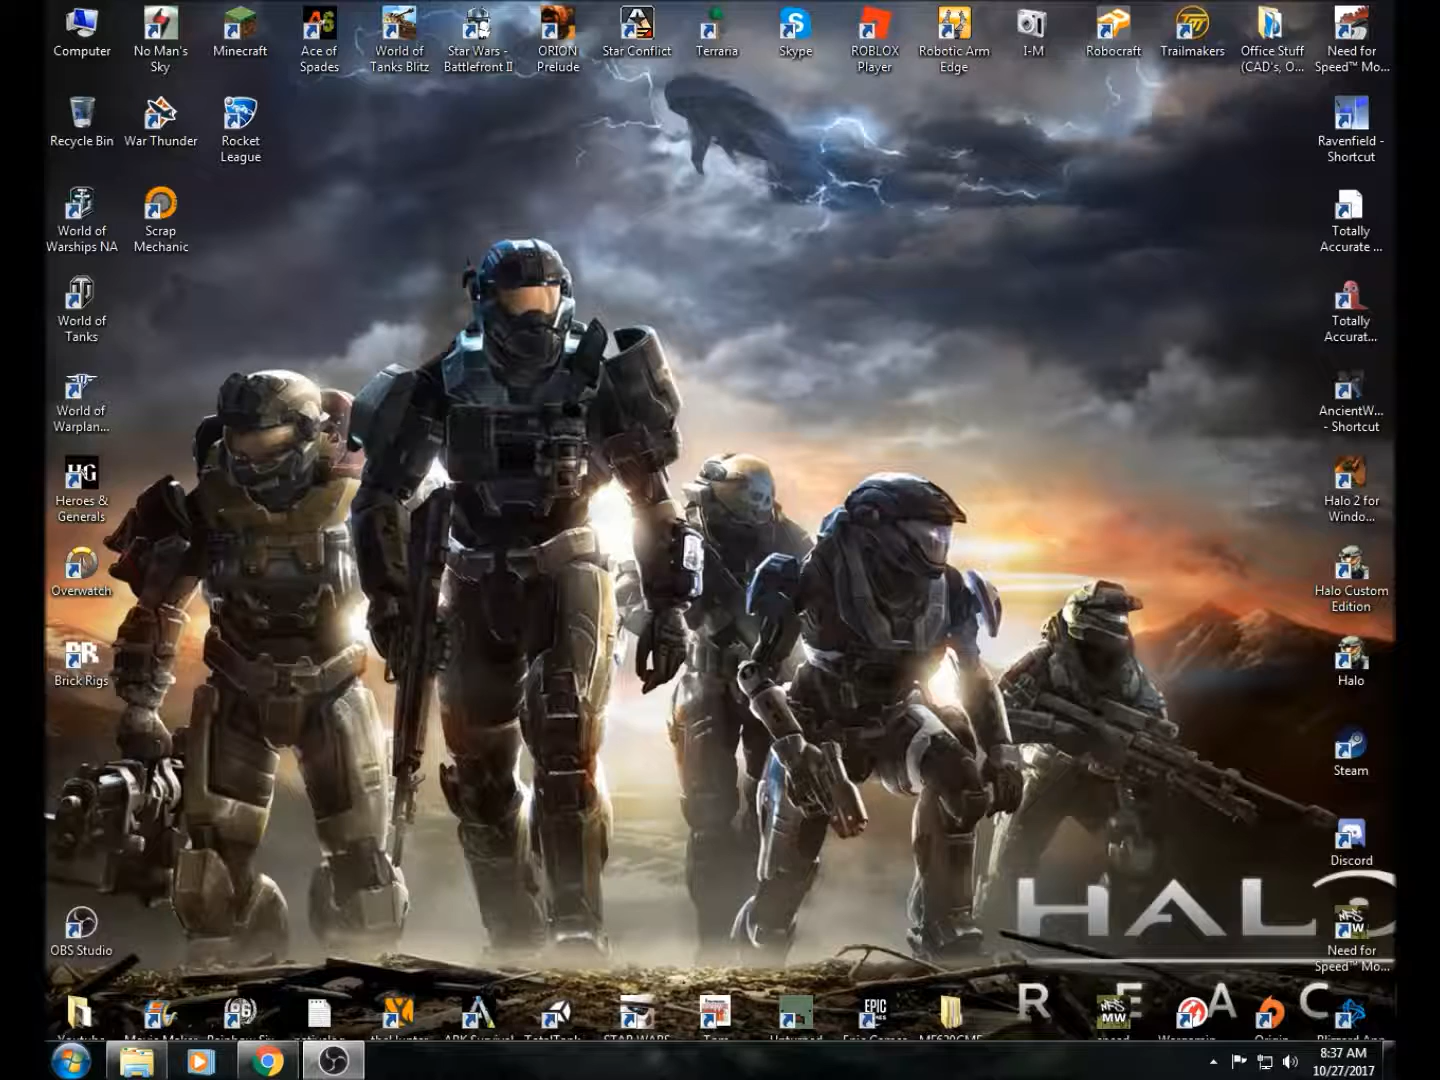 Computer
No Man's
Sky
Minecraft
Ace of
Spades
World of
Tanks Blitz
Star Wars -
Battlefront II
ORION
Prelude
Star Conflict
Terraria
Skype
ROBLOX
Player
Robotic Arm
Edge
I-M
Robocraft
Trailmakers
Office Stuff
(CAD's, O...
Need for
Speed™ Mo...
Recycle Bin
War Thunder
Rocket
League
Ravenfield -
Shortcut
World of
Warships NA
Scrap
Mechanic
Totally
Accurate ...
World of
Tanks
Totally
Accurat...
World of
Warplan...
AncientW...
- Shortcut
HG
Heroes &
Generals
Halo 2 for
Windo...
Overwatch
Halo Custom
Edition
BR
Brick Rigs
Halo
Steam
Discord
HALO
OBS Studio
Need for
Speed™ Mo...
REAC
EPIC
MW
8:37 AM
10/27/2017